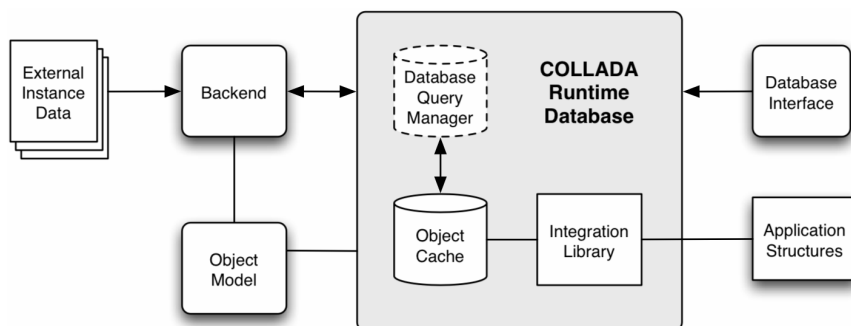 External
Instance
Data
Backend
Database
Query
Manager
COLLADA
Runtime
Database
Database
Interface
Object
Model
Object
Cache
Integration
Library
Application
Structures